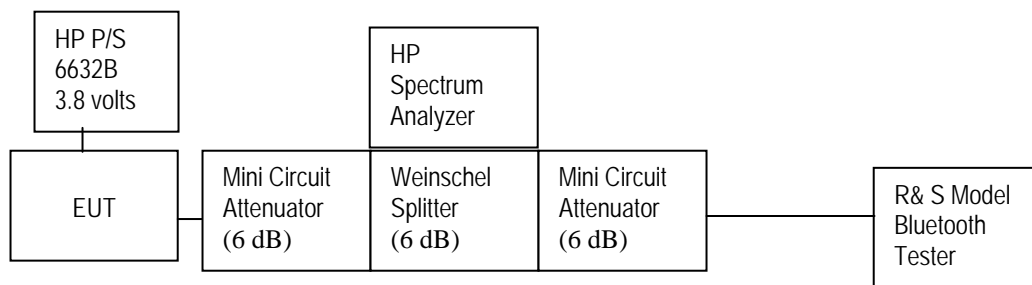 HP P/S
6632B
3.8 volts
HP
Spectrum
Analyzer
EUT
Mini Circuit
Attenuator
(6 dB)
Weinschel
Splitter
(6 dB)
Mini Circuit
Attenuator
(6 dB)
R& S Model
Bluetooth
Tester